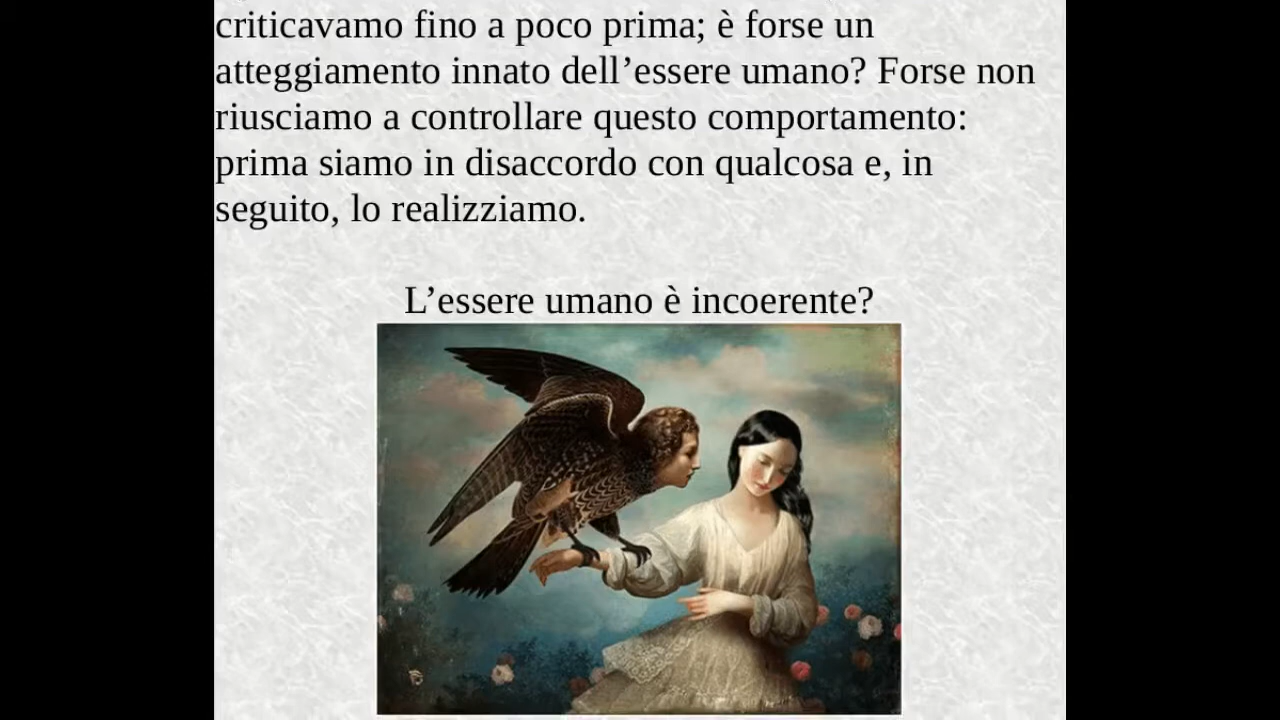 criticavamo fino a poco prima; è forse un
atteggiamento innato dell’essere umano? Forse non
riusciamo a controllare questo comportamento:
prima siamo in disaccordo con qualcosa e, in
seguito, lo realizziamo.
L’essere umano è incoerente?